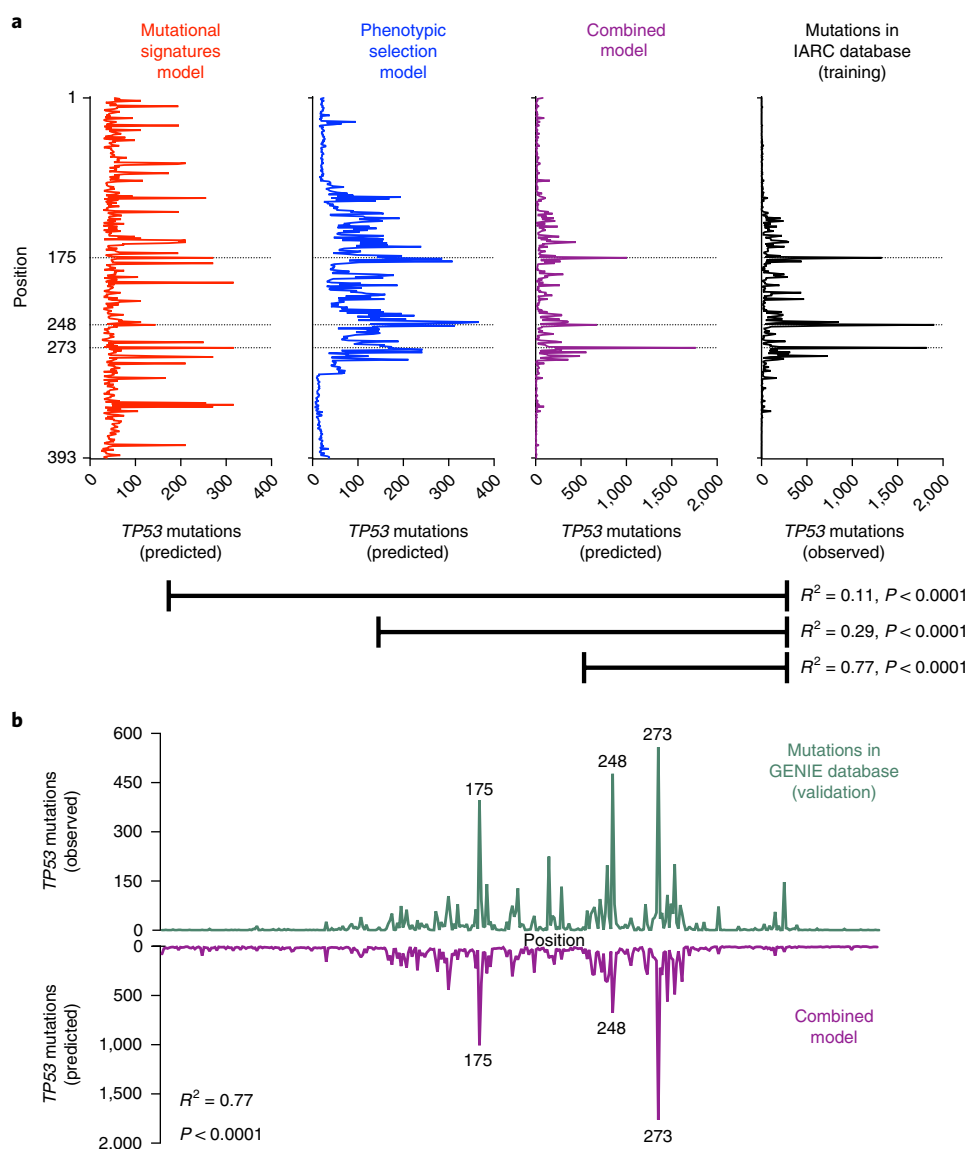 a
Mutational
signatures
model
Phenotypic
selection
model
Combined
model
Mutations in
IARC database
(training)
Position
1
175
248
273
393
0
100
200
300
400
0
100
200
300
400
0
500
1,000
1,500
2,000
0
500
1,000
1,500
2,000
TP53 mutations
(predicted)
TP53 mutations
(predicted)
TP53 mutations
(predicted)
TP53 mutations
(observed)
R² = 0.11, P < 0.0001
R² = 0.29, P < 0.0001
R² = 0.77, P < 0.0001
b
TP53 mutations
(observed)
600
450
300
150
0
175
248
273
Mutations in
GENIE database
(validation)
Position
TP53 mutations
(predicted)
0
500
1,000
1,500
2,000
175
248
273
Combined
model
R² = 0.77
P < 0.0001